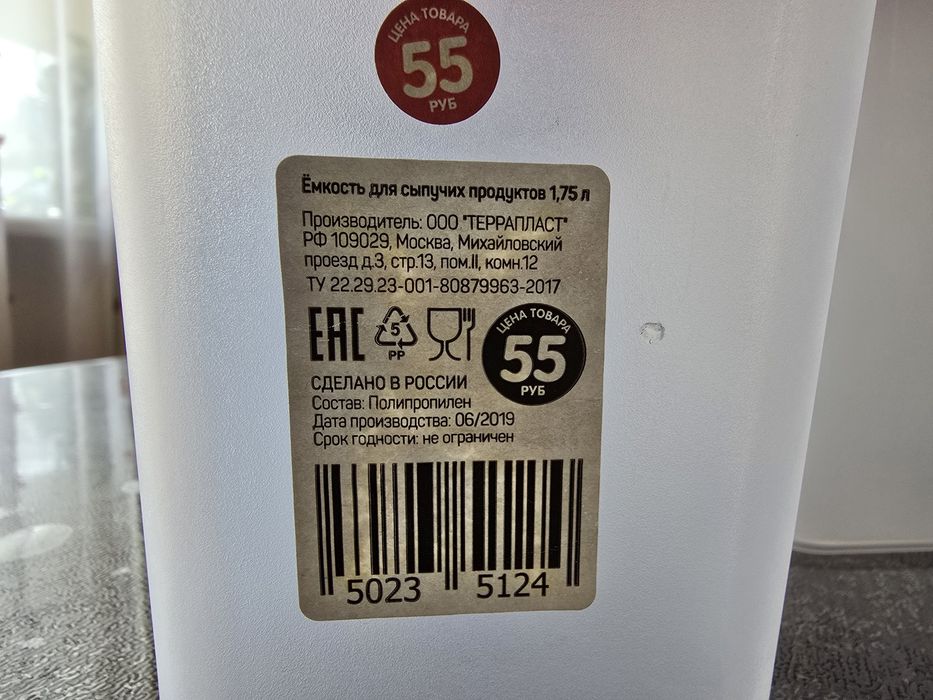 ЦЕНА ТОВАРА
55
РУБ
Ёмкость для сыпучих продуктов 1,75 л
Производитель: ООО "ТЕРРАПЛАСТ"
РФ 109029, Москва, Михайловский
проезд д.3, стр.13, пом.II, комн.12
ТУ 22.29.23-001-80879963-2017
ЕАС
5
PP
ЦЕНА ТОВАРА
55
РУБ
СДЕЛАНО В РОССИИ
Состав: Полипропилен
Дата производства: 06/2019
Срок годности: не ограничен
5023 5124